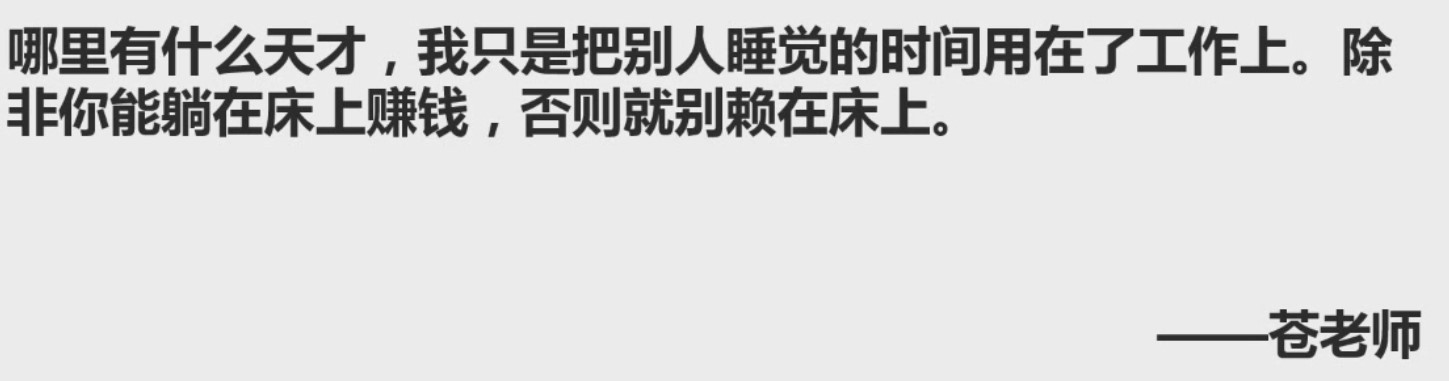 哪里有什么天才，我只是把别人睡觉的时间用在了工作上。除
非你能躺在床上赚钱，否则就别赖在床上。
——苍老师